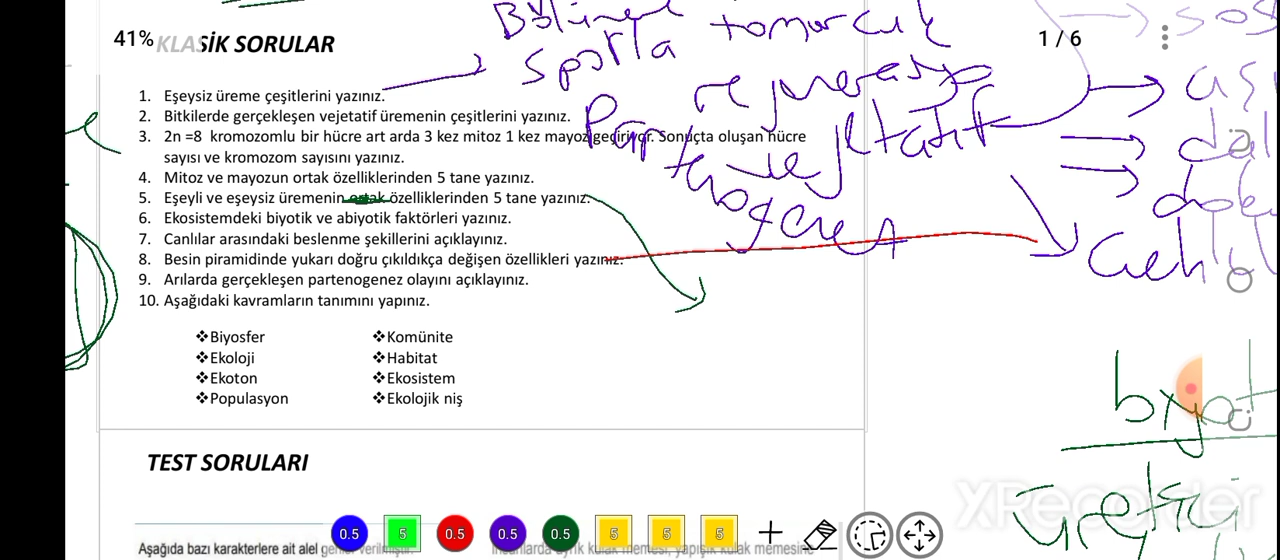 41%
KLASİK SORULAR
1 / 6
Bölünme
sporla tomurcuk
rejenerasyon
Partenogenez
vejetatif
1. Eşeysiz üreme çeşitlerini yazınız.
2. Bitkilerde gerçekleşen vejetatif üremenin çeşitlerini yazınız.
3. 2n =8 kromozomlu bir hücre art arda 3 kez mitoz 1 kez mayoz geçiriyor. Sonuçta oluşan hücre
sayısı ve kromozom sayısını yazınız.
4. Mitoz ve mayozun ortak özelliklerinden 5 tane yazınız.
5. Eşeyli ve eşeysiz üremenin ortak özelliklerinden 5 tane yazınız.
6. Ekosistemdeki biyotik ve abiyotik faktörleri yazınız.
7. Canlılar arasındaki beslenme şekillerini açıklayınız.
8. Besin piramidinde yukarı doğru çıkıldıkça değişen özellikleri yazınız.
9. Arılarda gerçekleşen partenogenez olayını açıklayınız.
10. Aşağıdaki kavramların tanımını yapınız.
❖Biyosfer
❖Ekoloji
❖Ekoton
❖Populasyon
❖Komünite
❖Habitat
❖Ekosistem
❖Ekolojik niş
TEST SORULARI
Aşağıda bazı karakterlere ait alel
üretici
0.5 5 0.5 0.5 0.5 5 5 5
XRecorder